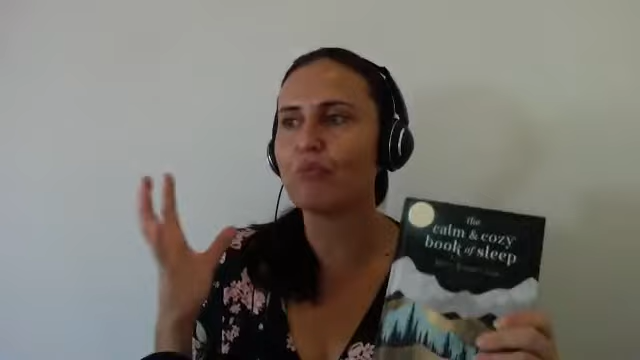 the
calm & cozy
book of sleep